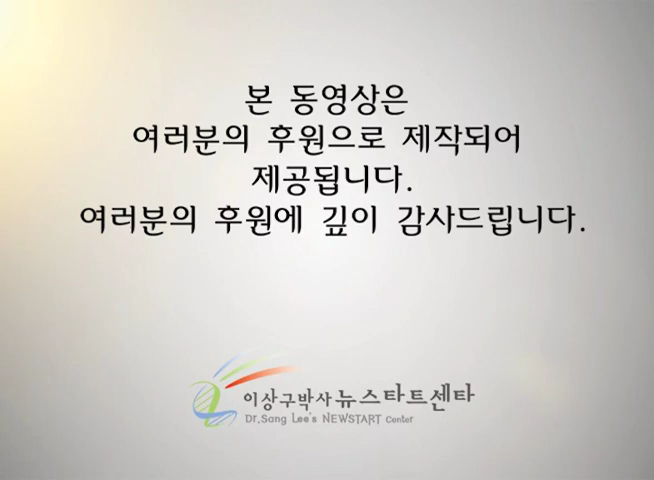 본 동영상은
여러분의 후원으로 제작되어
제공됩니다.
여러분의 후원에 깊이 감사드립니다.
이상구박사뉴스타트센타
Dr.Sang Lee's NEWSTART Center